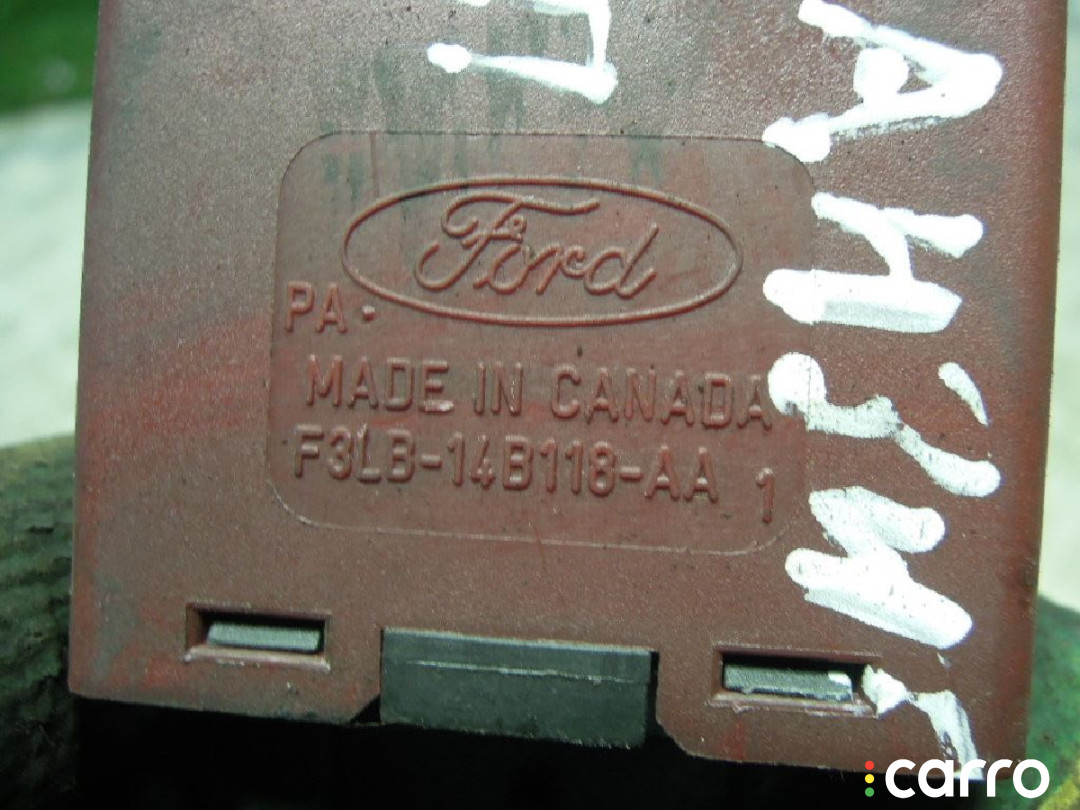 Ford
PA.
MADE IN CANADA
F3LB-14B118-AA 1
carro